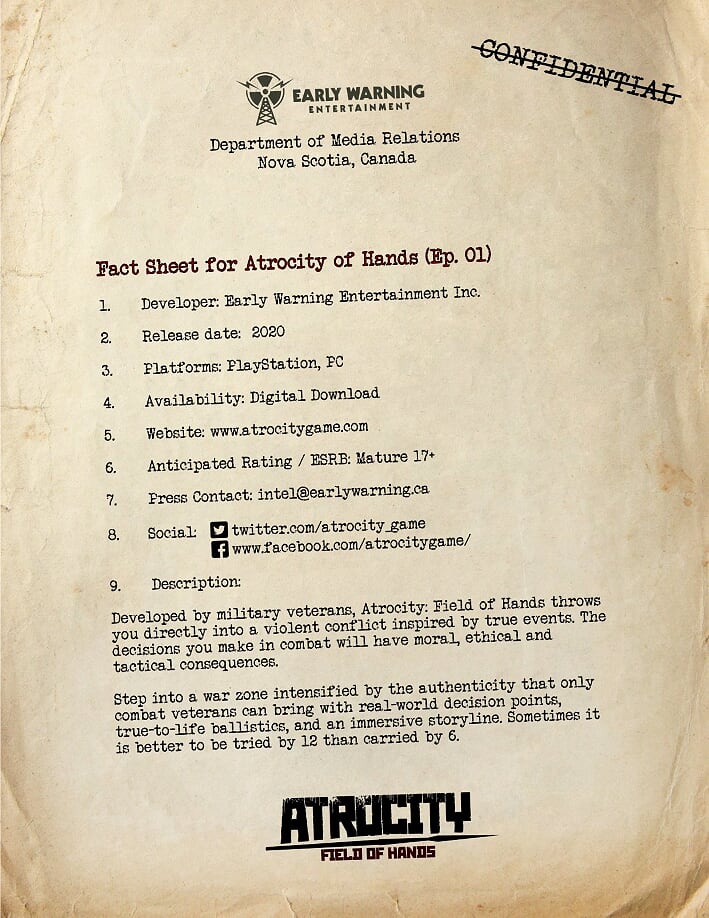 CONFIDENTIAL
EARLY WARNING
ENTERTAINMENT
Department of Media Relations
Nova Scotia, Canada
Fact Sheet for Atrocity of Hands (Ep. 01)
1. Developer: Early Warning Entertainment Inc.
2. Release date: 2020
3. Platforms: PlayStation, PC
4. Availability: Digital Download
5. Website: www.atrocitygame.com
6. Anticipated Rating / ESRB: Mature 17+
7. Press Contact: intel@earlywarning.ca
8. Social: twitter.com/atrocity_game
www.facebook.com/atrocitygame/
9. Description:
Developed by military veterans, Atrocity: Field of Hands throws
you directly into a violent conflict inspired by true events. The
decisions you make in combat will have moral, ethical and
tactical consequences.
Step into a war zone intensified by the authenticity that only
combat veterans can bring with real-world decision points,
true-to-life ballistics, and an immersive storyline. Sometimes it
is better to be tried by 12 than carried by 6.
ATROCITY
FIELD OF HANDS